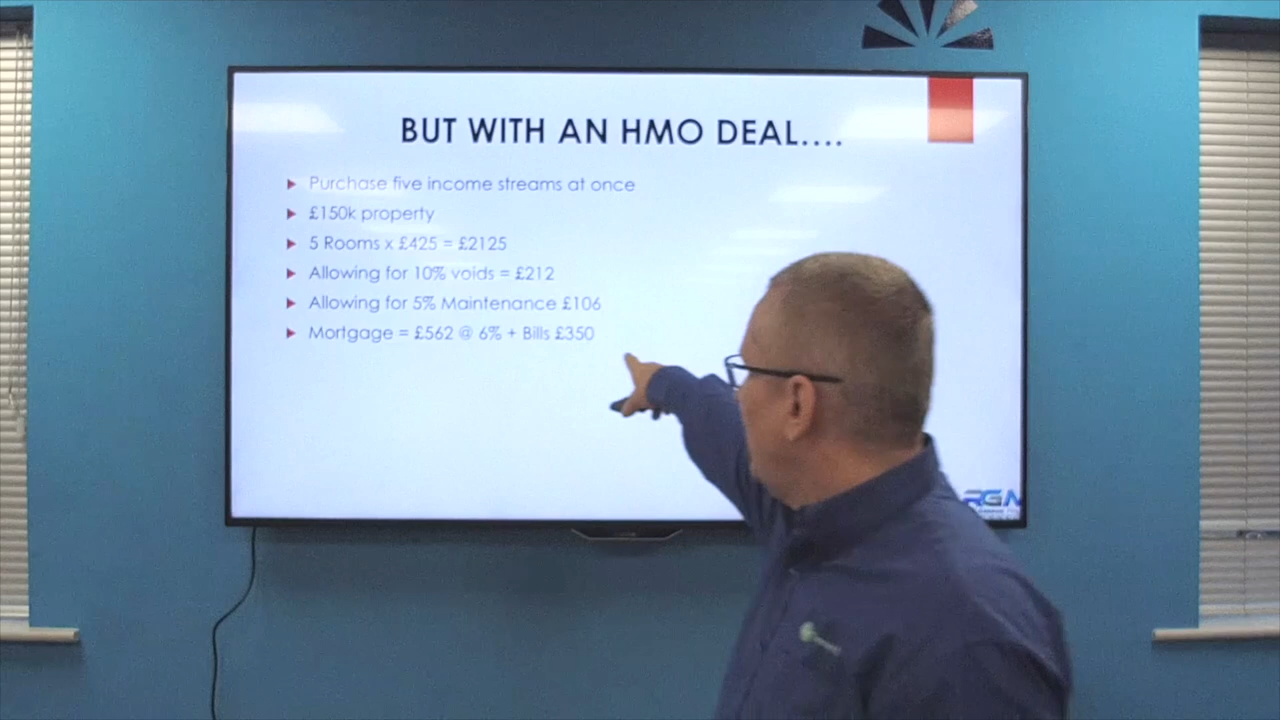 BUT WITH AN HMO DEAL....
Purchase five income streams at once
£150k property
5 Rooms x £425 = £2125
Allowing for 10% voids = £212
Allowing for 5% Maintenance £106
Mortgage = £562 @ 6% + Bills £350
RGN